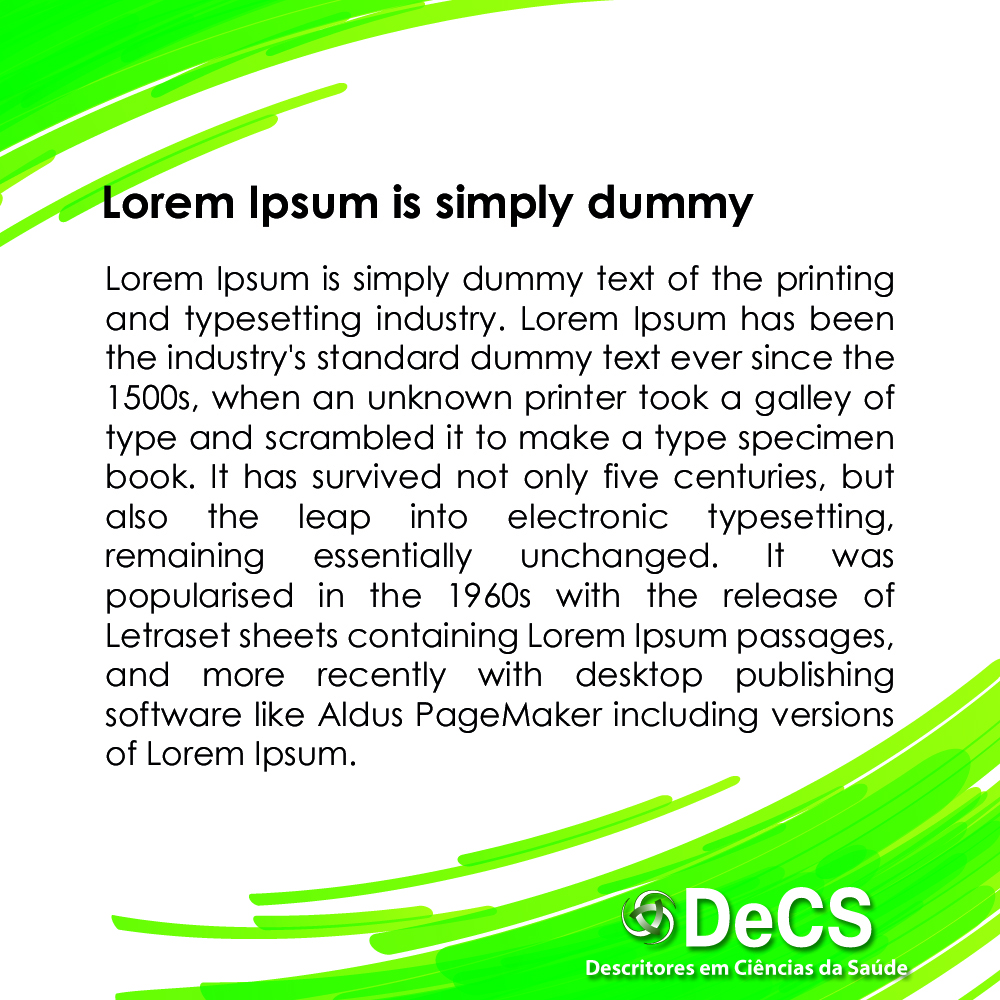 Lorem Ipsum is simply dummy
Lorem Ipsum is simply dummy text of the printing
and typesetting industry. Lorem Ipsum has been
the industry's standard dummy text ever since the
1500s, when an unknown printer took a galley of
type and scrambled it to make a type specimen
book. It has survived not only five centuries, but
also the leap into electronic typesetting,
remaining essentially unchanged. It was
popularised in the 1960s with the release of
Letraset sheets containing Lorem Ipsum passages,
and more recently with desktop publishing
software like Aldus PageMaker including versions
of Lorem Ipsum.
DeCS
Descritores em Ciências da Saúde